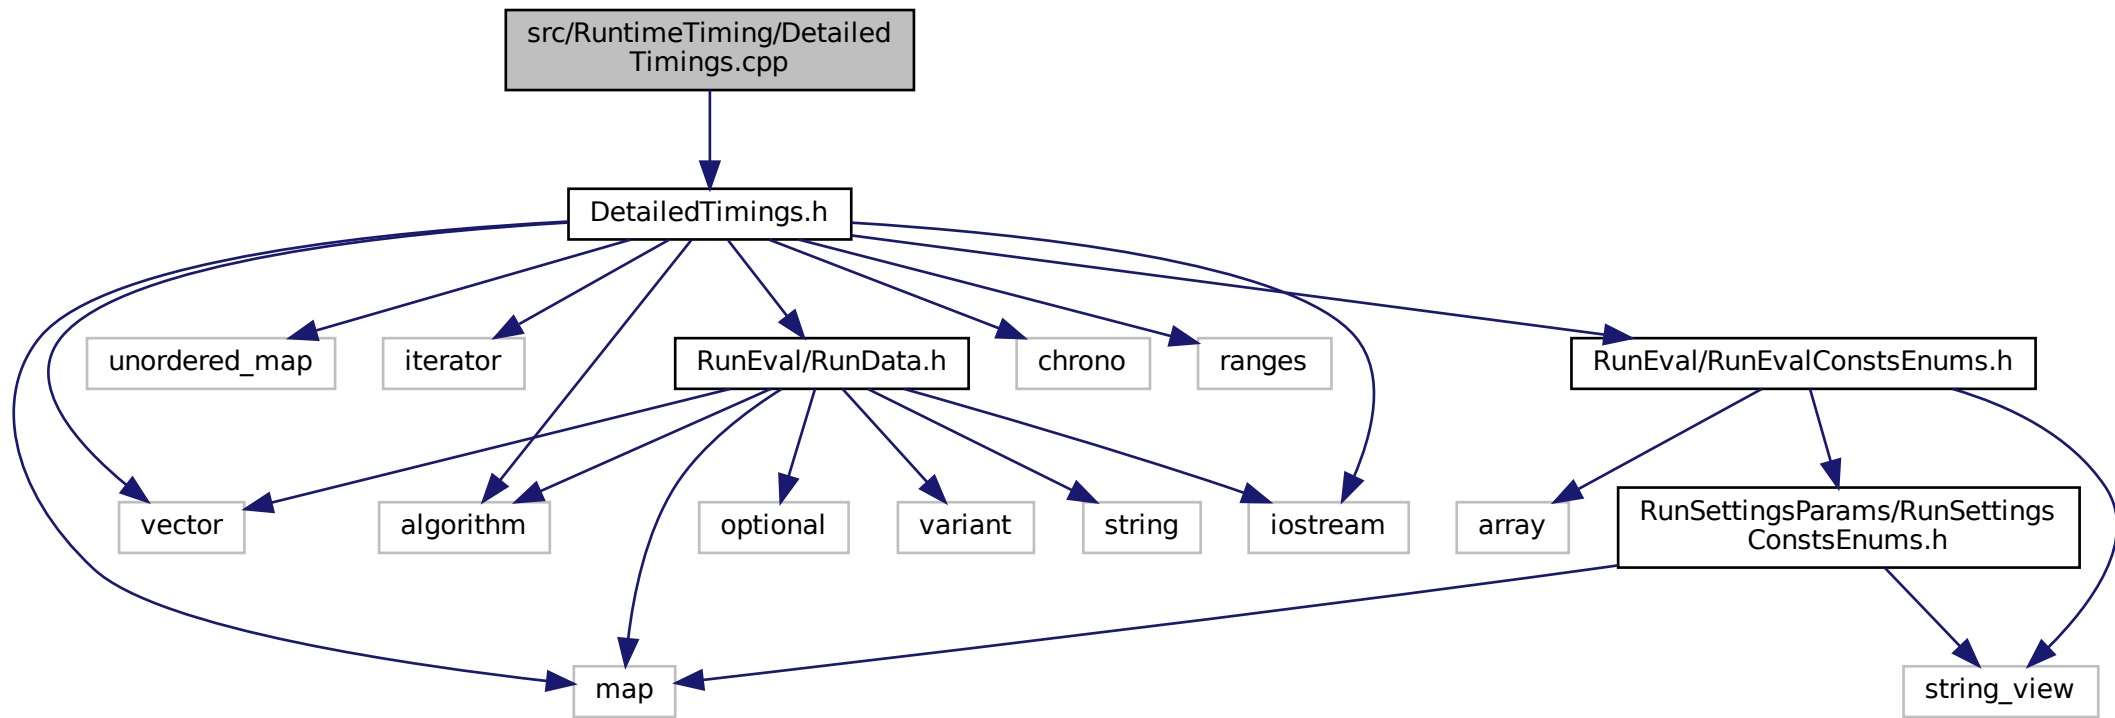 src/RuntimeTiming/Detailed
Timings.cpp
DetailedTimings.h
unordered_map
iterator
RunEval/RunData.h
chrono
ranges
RunEval/RunEvalConstsEnums.h
vector
algorithm
optional
variant
string
iostream
array
RunSettingsParams/RunSettings
ConstsEnums.h
map
string_view